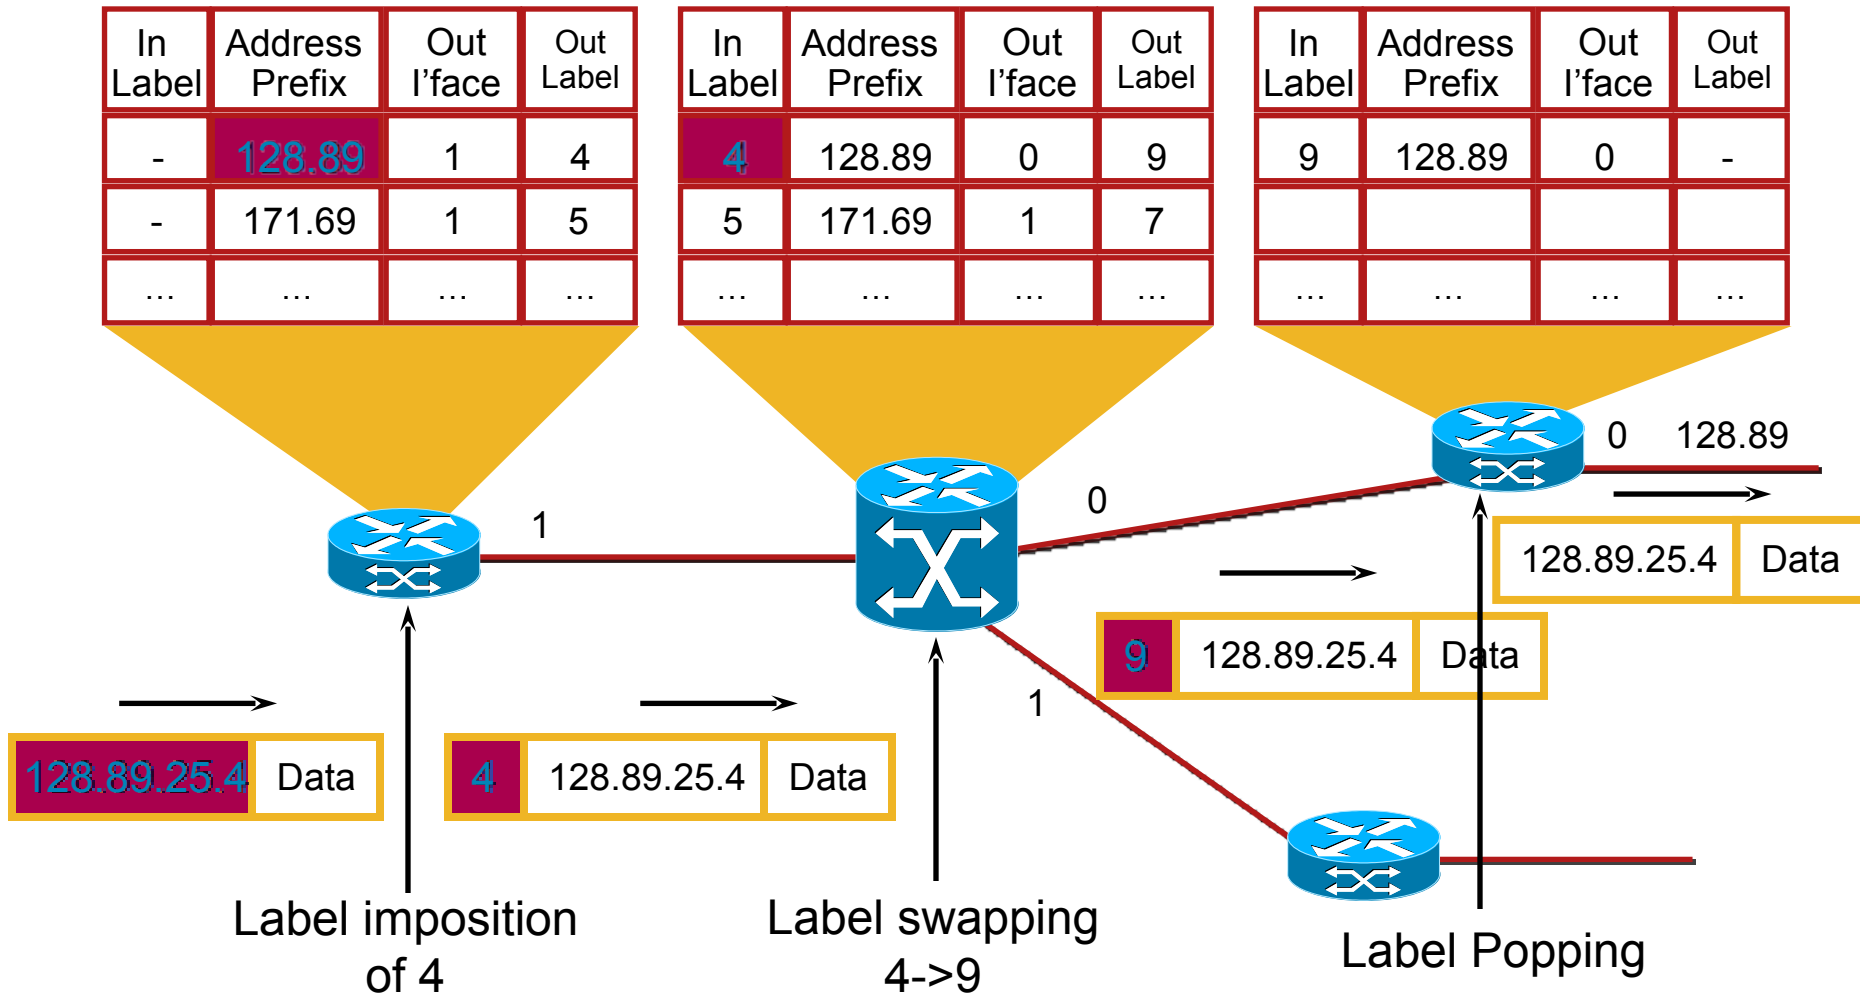 In Label Address Prefix Out I'face Out Label
- 128.89 1 4
- 171.69 1 5
... ... ... ...
In Label Address Prefix Out I'face Out Label
4 128.89 0 9
5 171.69 1 7
... ... ... ...
In Label Address Prefix Out I'face Out Label
9 128.89 0 -
... ... ... ...
0 128.89
1
0
1
128.89.25.4 Data
9 128.89.25.4 Data
128.89.25.4 Data
4 128.89.25.4 Data
Label imposition
of 4
Label swapping
4->9
Label Popping